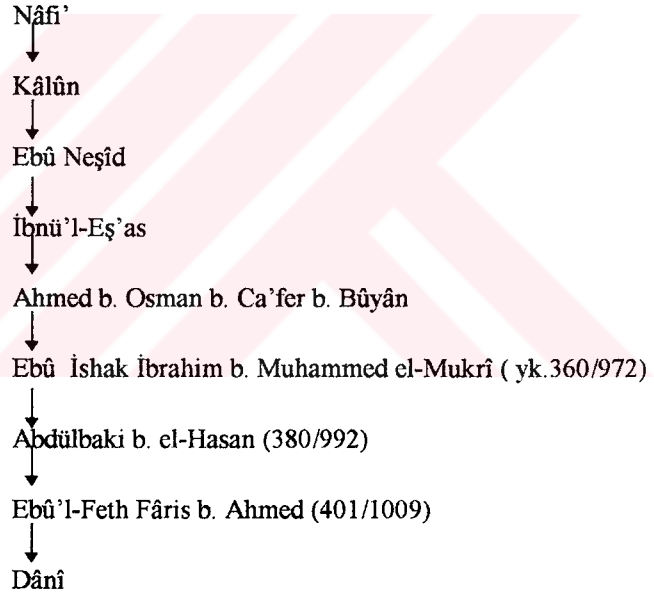 Nâfi’
Kâlûn
Ebû Neşîd
İbnü’l-Eş’as
Ahmed b. Osman b. Ca’fer b. Bûyân
Ebû İshak İbrahim b. Muhammed el-Mukrî ( yk.360/972)
Abdülbaki b. el-Hasan (380/992)
Ebû’l-Feth Fâris b. Ahmed (401/1009)
Dânî